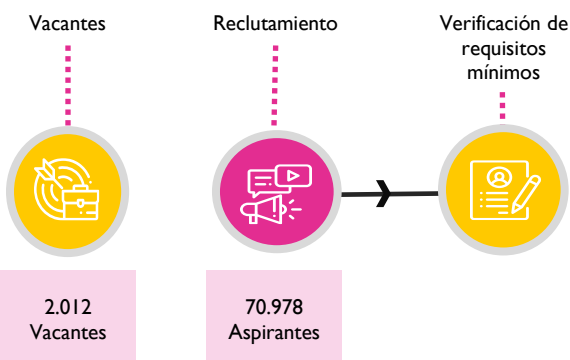 Vacantes
Reclutamiento
Verificación de
requisitos
mínimos
2.012
Vacantes
70.978
Aspirantes